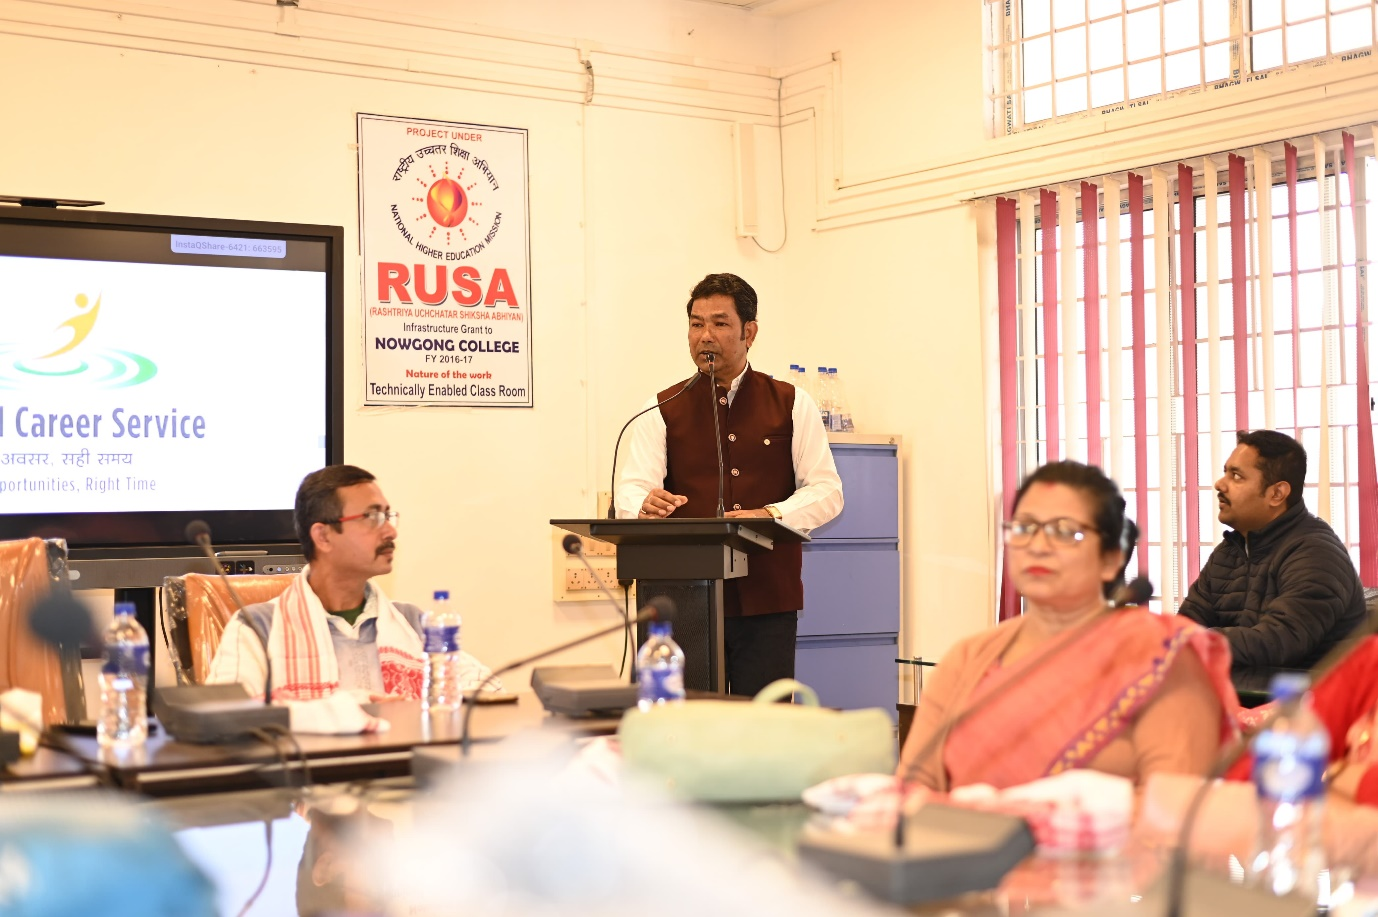 PROJECT UNDER
राष्ट्रीय उच्चतर शिक्षा अभियान
NATIONAL HIGHER EDUCATION MISSION
RUSA
(RASHTRIYA UCHCHATAR SHIKSHA ABHIYAN)
Infrastructure Grant to
NOWGONG COLLEGE
FY 2016-17
Nature of the work
Technically Enabled Class Room
InstaQShare-6421: 663595
Career Service
अवसर, सही समय
portunities, Right Time
BHAGWATI SAI